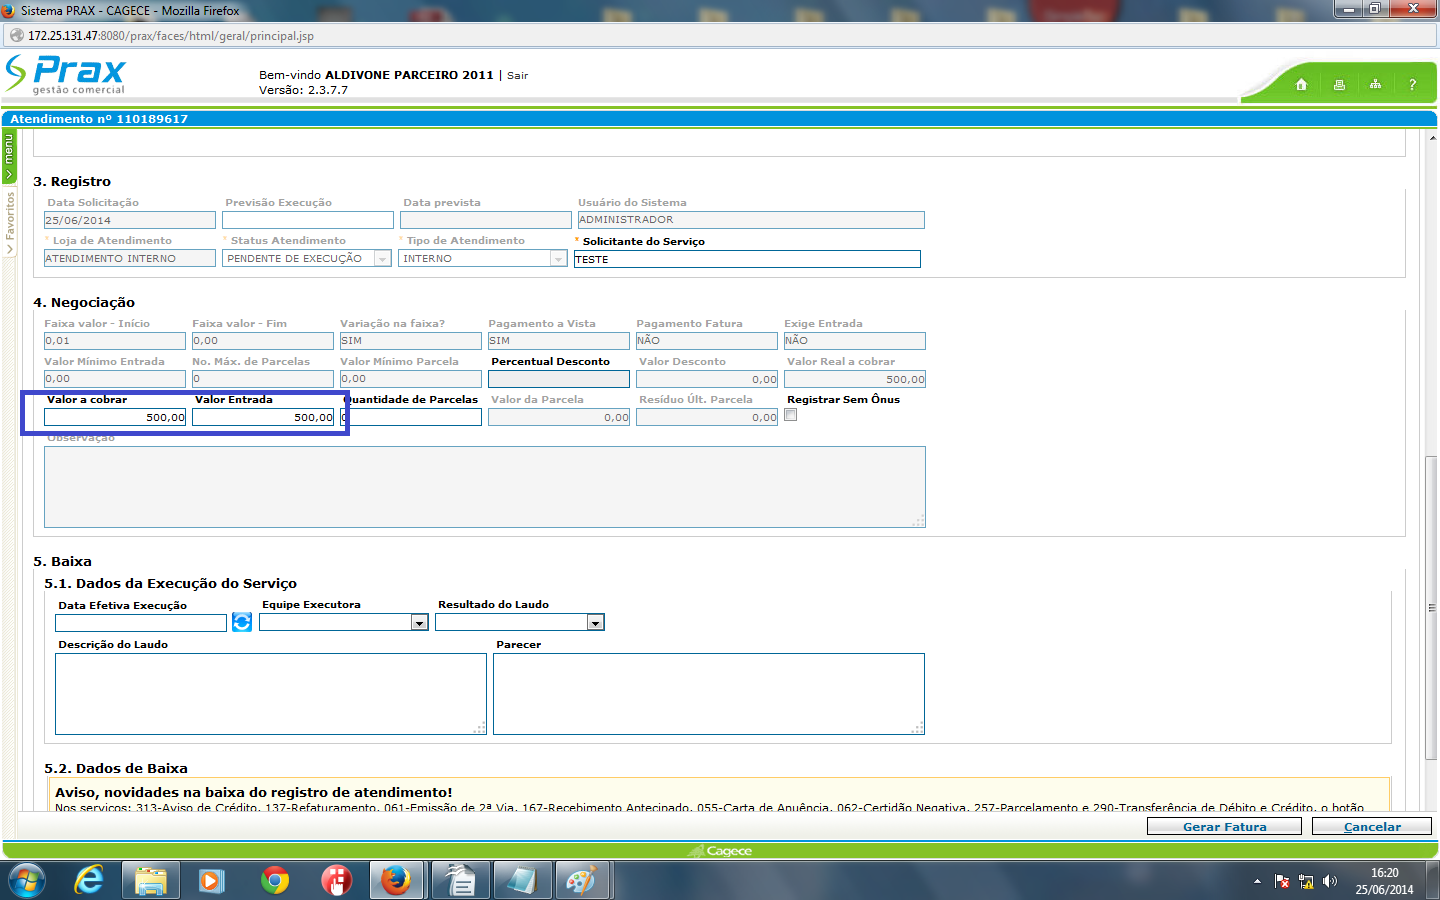 Sistema PRAX - CAGECE - Mozilla Firefox
172.25.131.47:8080/prax/faces/html/geral/principal.jsp
Prax
gestão comercial
Bem-vindo ALDIVONE PARCEIRO 2011 | Sair
Versão: 2.3.7.7
?
Atendimento nº 110189617
> menu
> Favoritos
3. Registro
Data Solicitação Previsão Execução Data prevista Usuário do Sistema
25/06/2014 ADMINISTRADOR
* Loja de Atendimento * Status Atendimento * Tipo de Atendimento * Solicitante do Serviço
ATENDIMENTO INTERNO PENDENTE DE EXECUÇÃO INTERNO TESTE
4. Negociação
Faixa valor - Início Faixa valor - Fim Variação na faixa? Pagamento a Vista Pagamento Fatura Exige Entrada
0,01 0,00 SIM SIM NÃO NÃO
Valor Mínimo Entrada No. Máx. de Parcelas Valor Mínimo Parcela Percentual Desconto Valor Desconto Valor Real a cobrar
0,00 0 0,00 0,00 500,00
Valor a cobrar Valor Entrada Quantidade de Parcelas Valor da Parcela Resíduo Últ. Parcela Registrar Sem Ônus
500,00 500,00 0 0,00 0,00
Observação
5. Baixa
5.1. Dados da Execução do Serviço
Data Efetiva Execução Equipe Executora Resultado do Laudo
Descrição do Laudo Parecer
5.2. Dados de Baixa
Aviso, novidades na baixa do registro de atendimento!
Nos serviços: 313-Aviso de Crédito, 137-Refaturamento, 061-Emissão de 2ª Via, 167-Recebimento Antecipado, 055-Carta de Anuência, 062-Certidão Negativa, 257-Parcelamento e 290-Transferência de Débito e Crédito, o botão
Gerar Fatura Cancelar
Cagece
16:20
25/06/2014